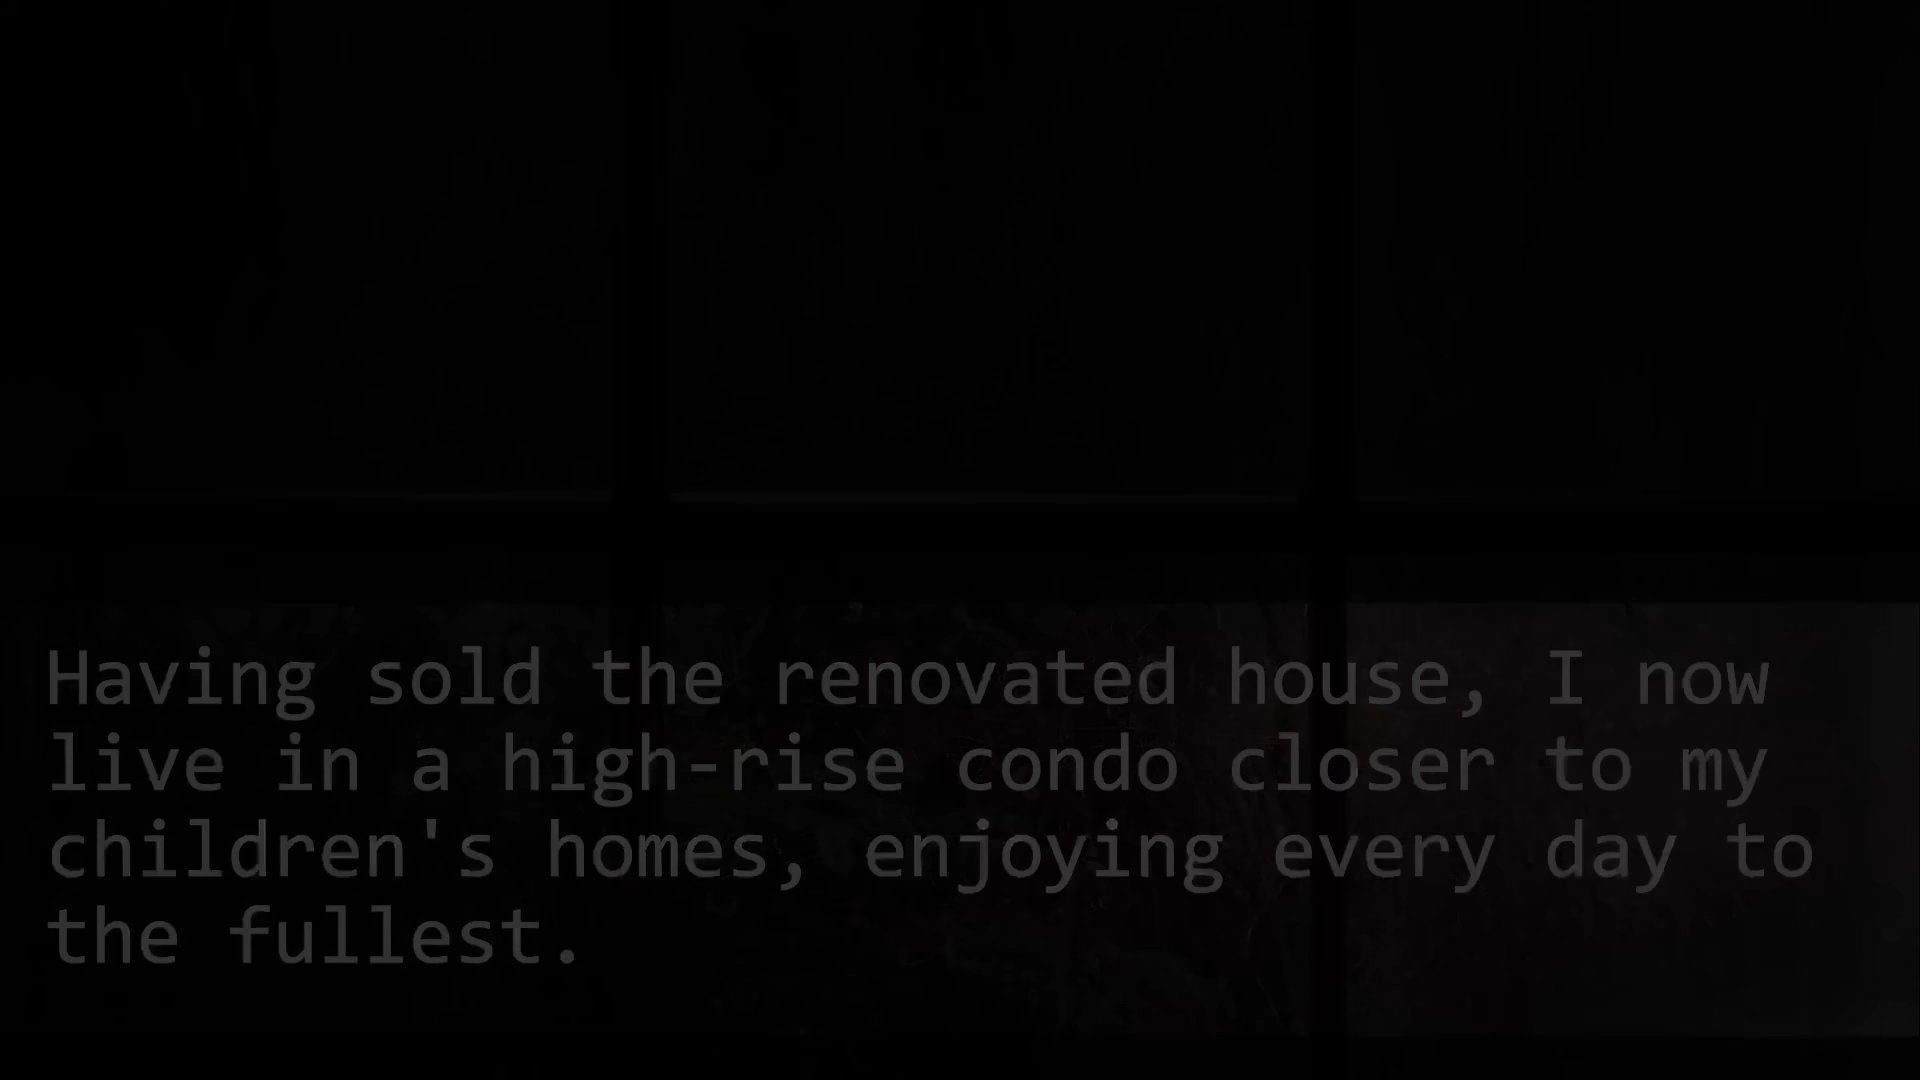 Having sold the renovated house, I now
live in a high-rise condo closer to my
children's homes, enjoying every day to
the fullest.